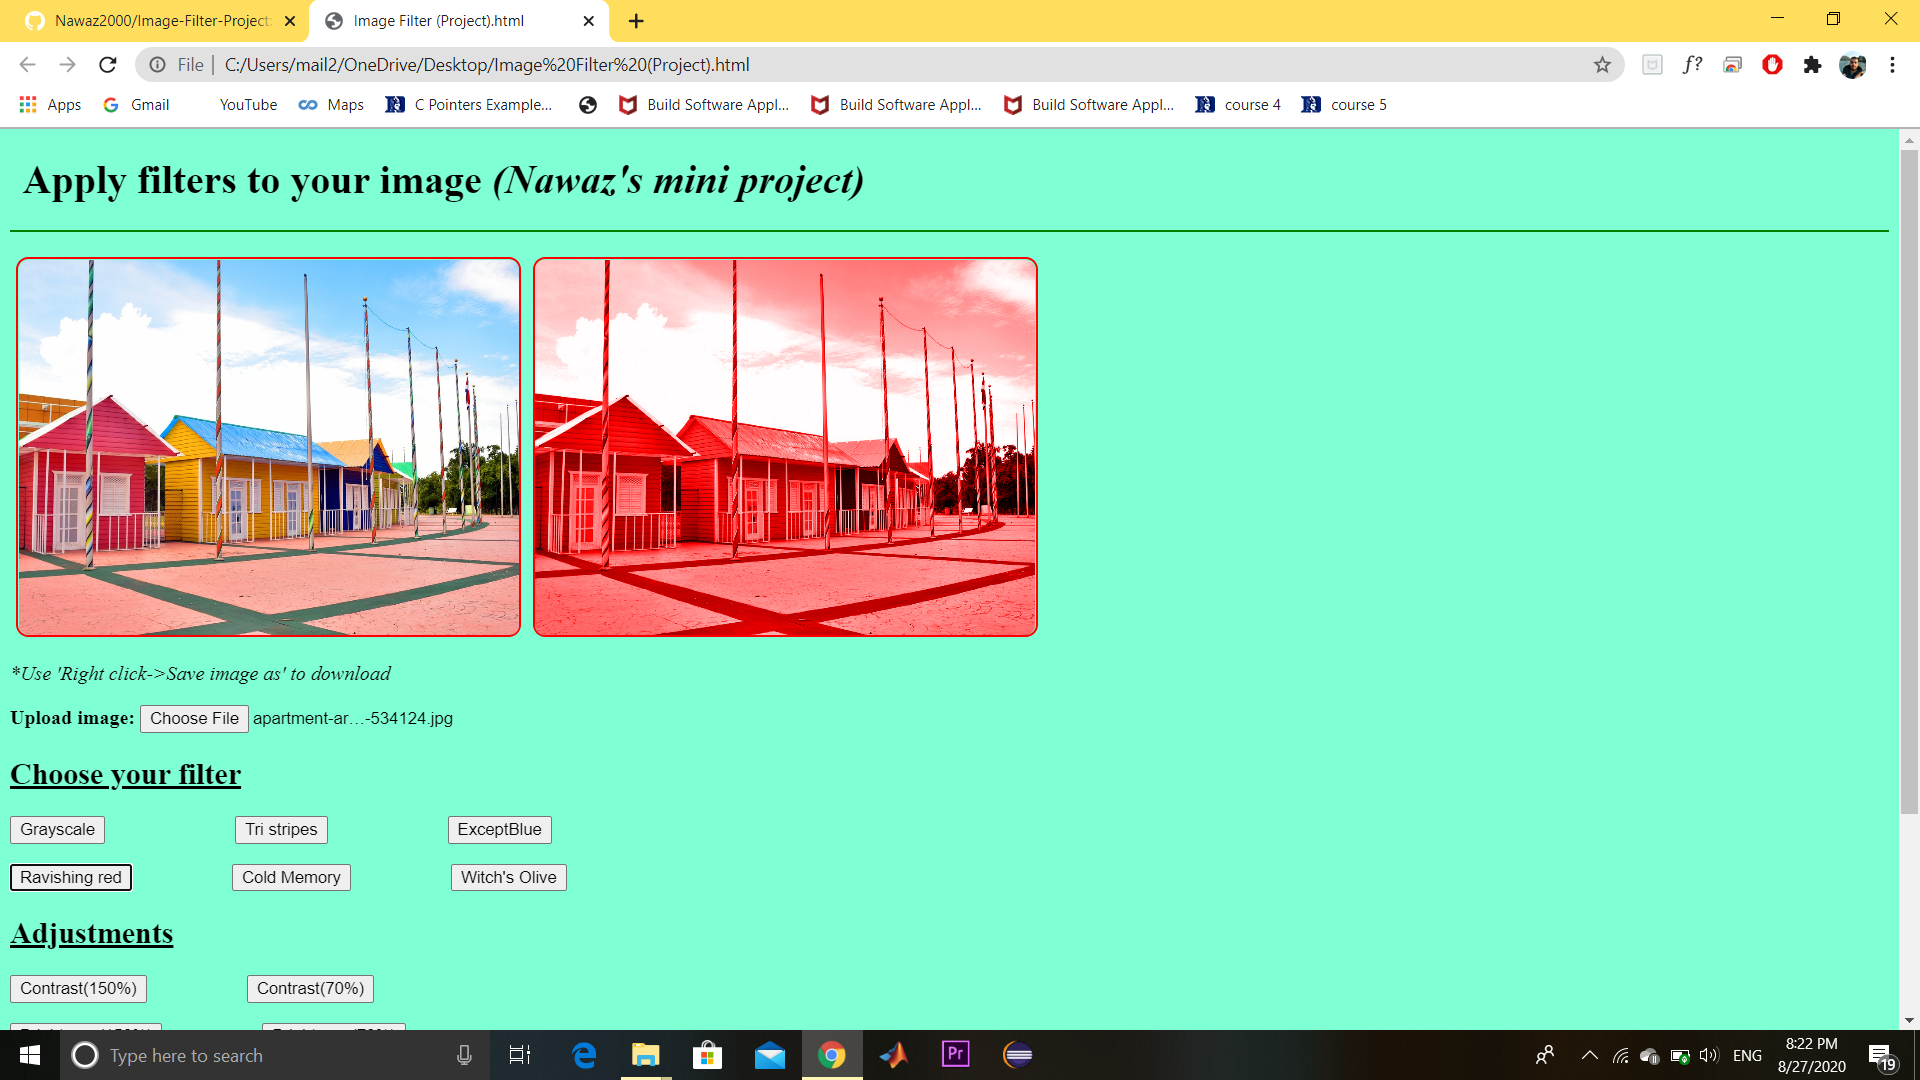 Nawaz2000/Image-Filter-Project:
Image Filter (Project).html
File | C:/Users/mail2/OneDrive/Desktop/Image%20Filter%20(Project).html
f?
Apps Gmail YouTube Maps C Pointers Example... Build Software Appl... Build Software Appl... Build Software Appl... course 4 course 5
Apply filters to your image (Nawaz's mini project)
*Use 'Right click->Save image as' to download
Upload image: Choose File apartment-ar...-534124.jpg
Choose your filter
Grayscale Tri stripes ExceptBlue
Ravishing red Cold Memory Witch's Olive
Adjustments
Contrast(150%) Contrast(70%)
Type here to search
Pr
ENG
8:22 PM
8/27/2020
19